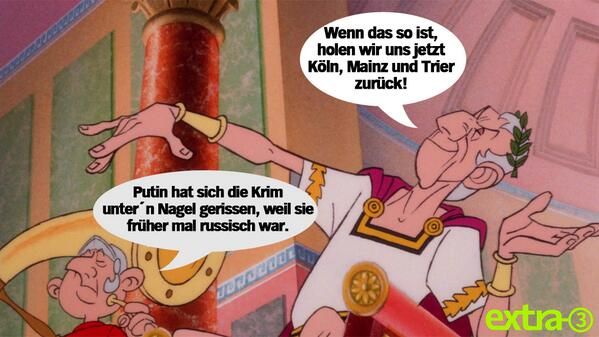 Putin hat sich die Krim
unter´n Nagel gerissen, weil sie
früher mal russisch war.
Wenn das so ist,
holen wir uns jetzt
Köln, Mainz und Trier
zurück!
extra-3